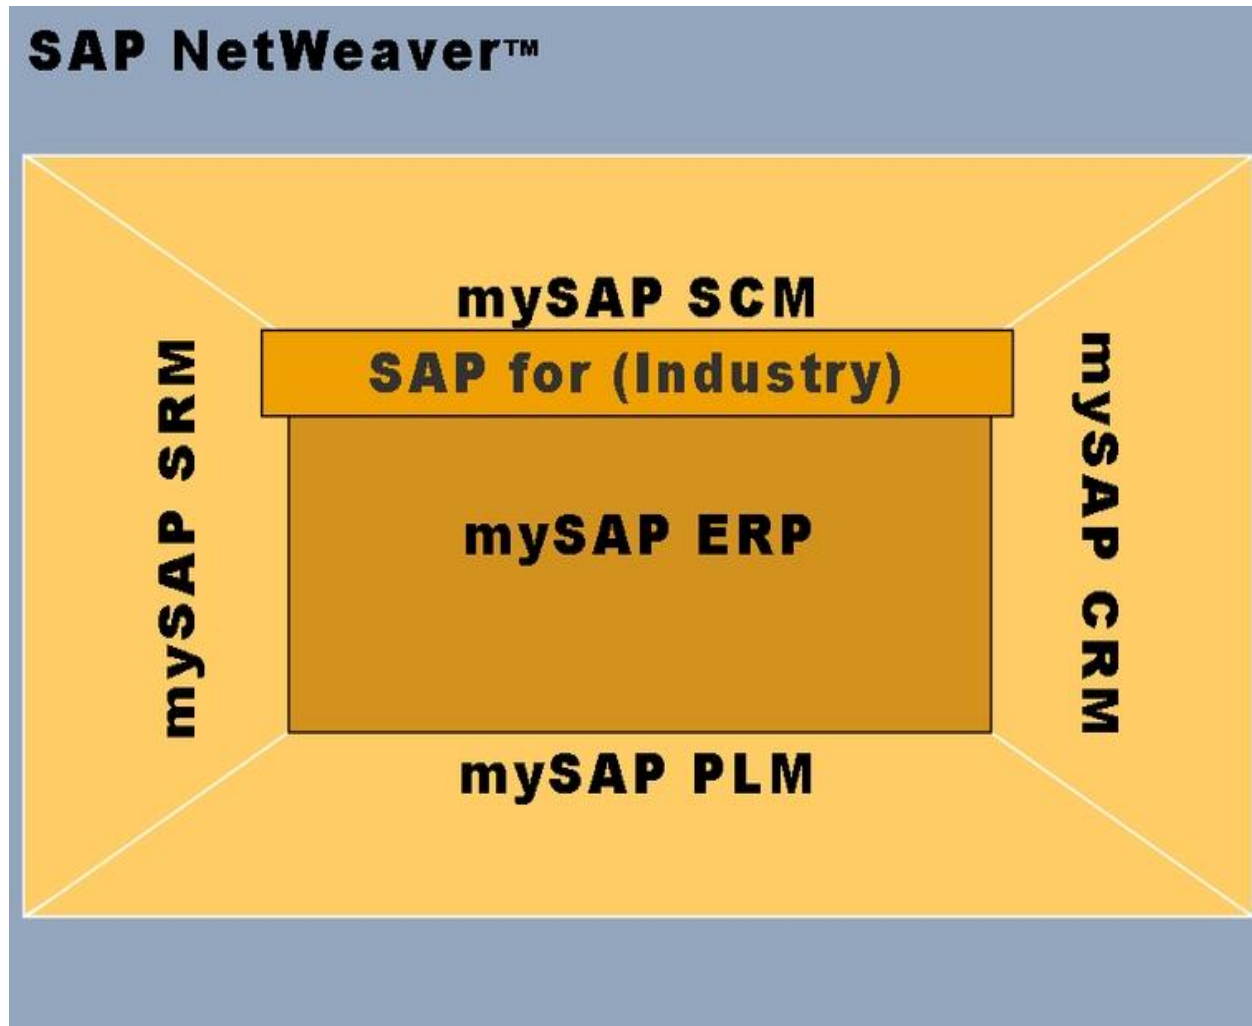 SAP NetWeaver™
mySAP SCM
SAP for (Industry)
mySAP SRM
mySAP ERP
mySAP CRM
mySAP PLM